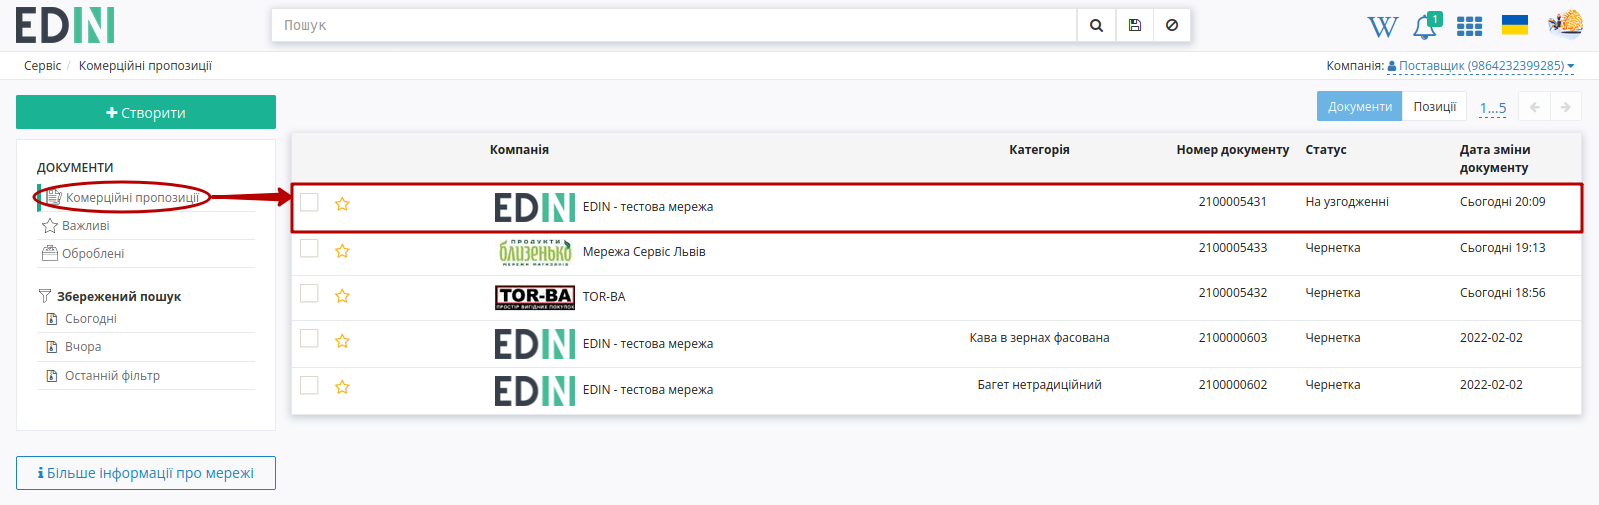 EDIN
Пошук
1
Сервіс / Комерційні пропозиції
Компанія: Поставщик (9864232399285)
Створити
Документи Позиції 1...5
ДОКУМЕНТИ
Комерційні пропозиції
Важливі
Оброблені
Збережений пошук
Сьогодні
Вчора
Останній фільтр
Більше інформації про мережі
Компанія Категорія Номер документу Статус Дата зміни документу
EDIN EDIN - тестова мережа 2100005431 На узгодженні Сьогодні 20:09
ПРОДУКТИ
близенько
МЕРЕЖА МАГАЗИНІВ
Мережа Сервіс Львів 2100005433 Чернетка Сьогодні 19:13
TOR-BA
ПРОСТІР ВИГІДНИХ ПОКУПОК
TOR-BA 2100005432 Чернетка Сьогодні 18:56
EDIN EDIN - тестова мережа Кава в зернах фасована 2100000603 Чернетка 2022-02-02
EDIN EDIN - тестова мережа Багет нетрадиційний 2100000602 Чернетка 2022-02-02